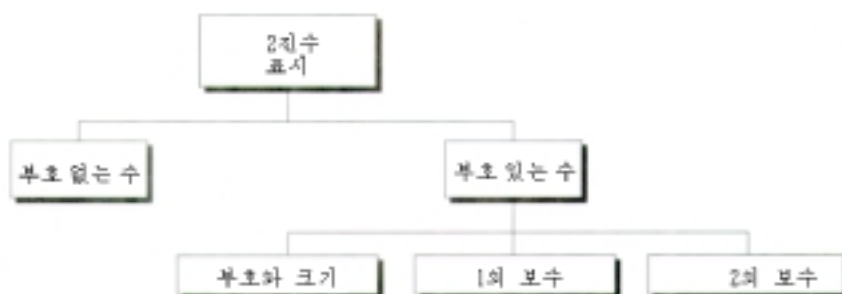 2진수
표시
부호 없는 수
부호 있는 수
부호와 크기
1의 보수
2의 보수